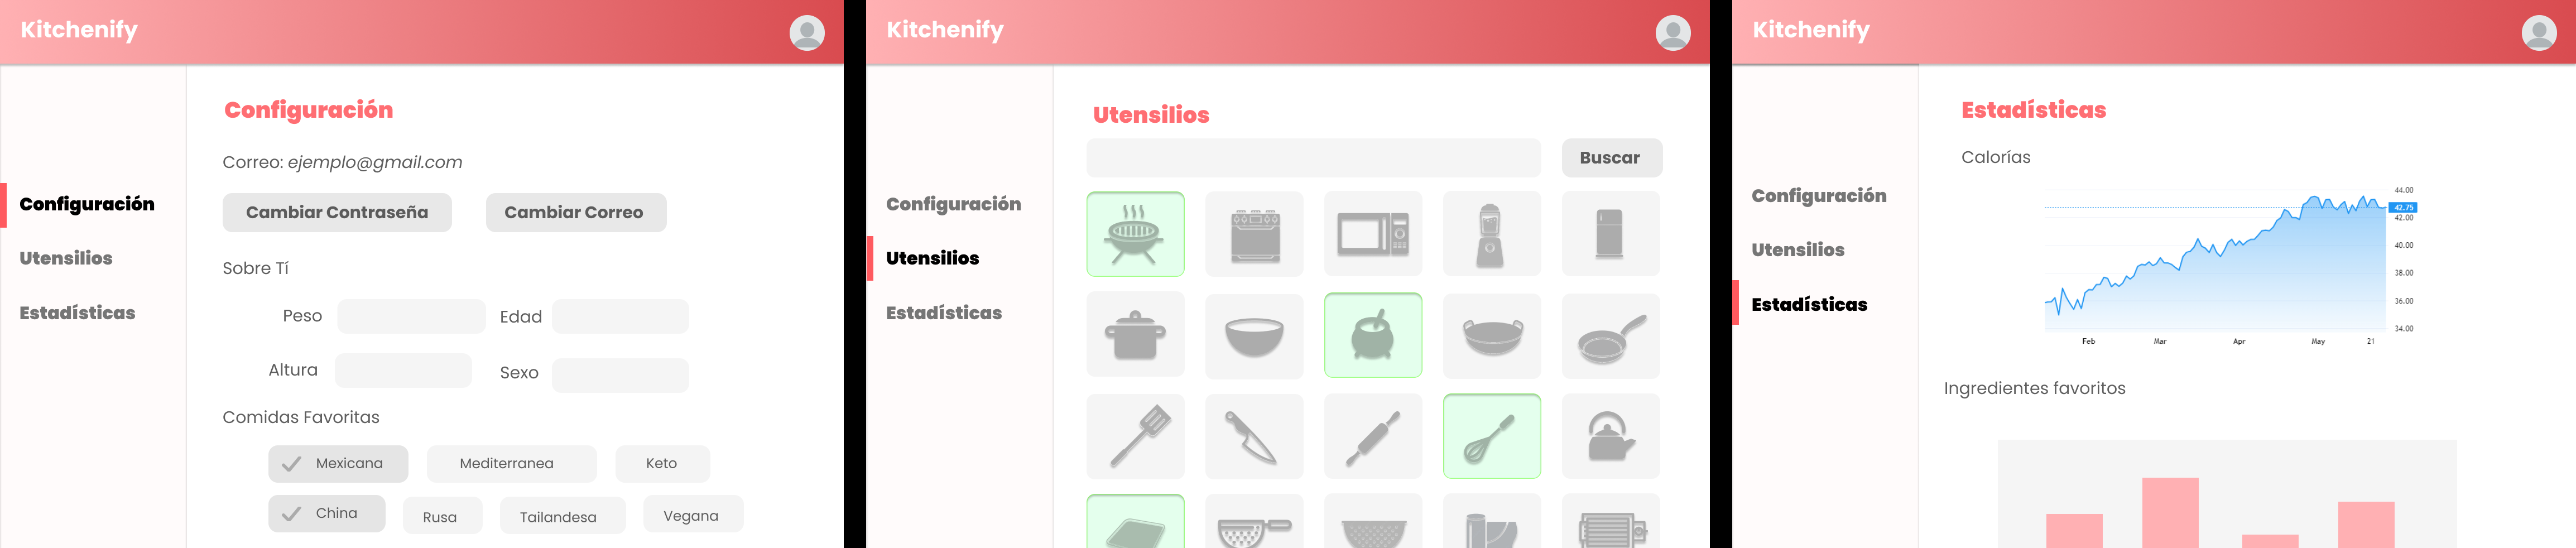 Kitchenify
Configuración
Utensilios
Estadísticas
Configuración
Correo: ejemplo@gmail.com
Cambiar Contraseña Cambiar Correo
Sobre Tí
Peso Edad
Altura Sexo
Comidas Favoritas
Mexicana Mediterranea Keto
China Rusa Tailandesa Vegana
Kitchenify
Configuración
Utensilios
Estadísticas
Utensilios
Buscar
Kitchenify
Configuración
Utensilios
Estadísticas
Estadísticas
Calorías
44.00
42.75
42.00
40.00
38.00
36.00
34.00
Feb Mar Apr May 21
Ingredientes favoritos